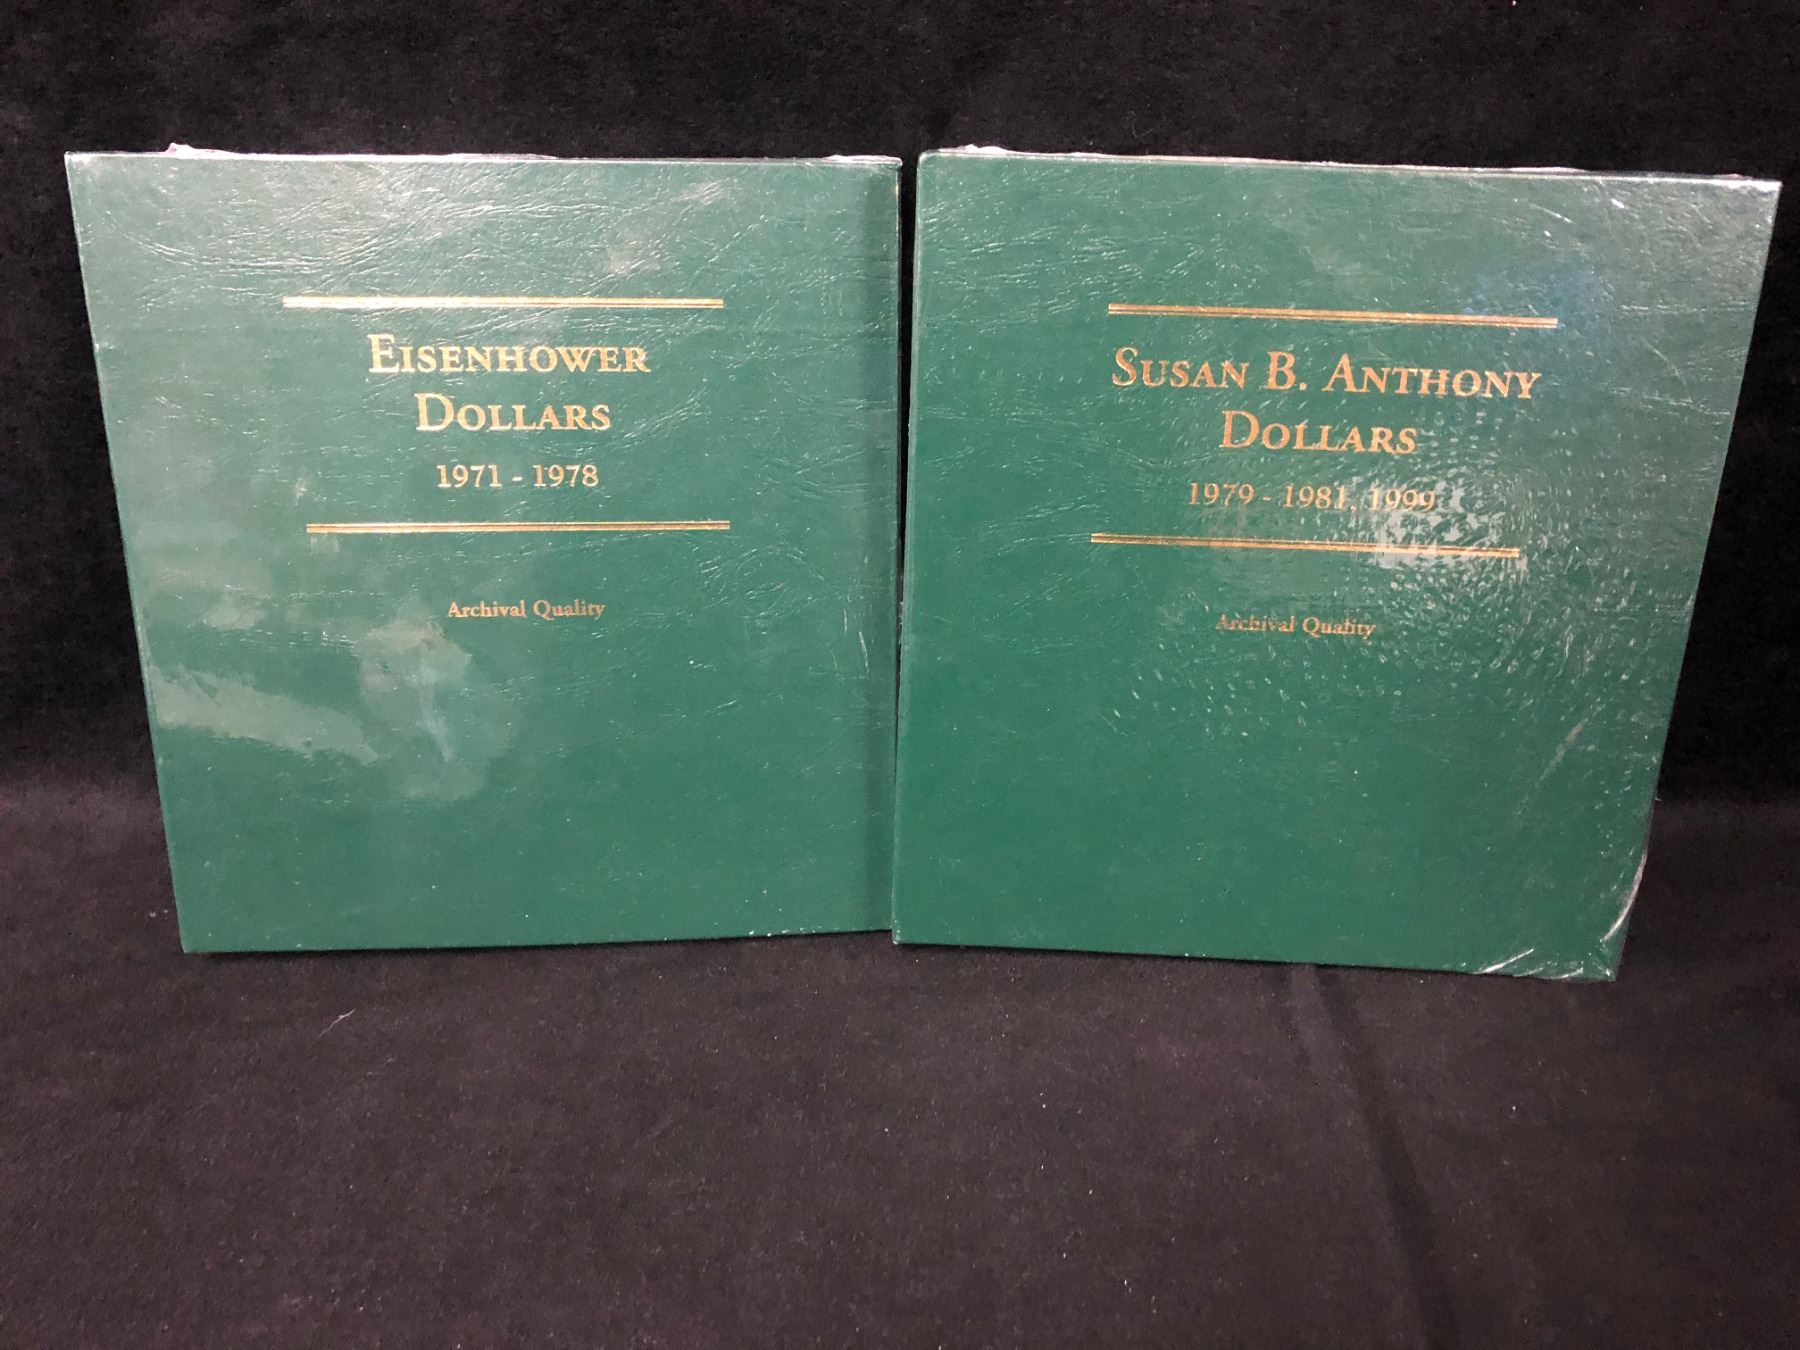 EISENHOWER
DOLLARS
1971 - 1978
Archival Quality
SUSAN B. ANTHONY
DOLLARS
1979 - 1981, 1999
Archival Quality